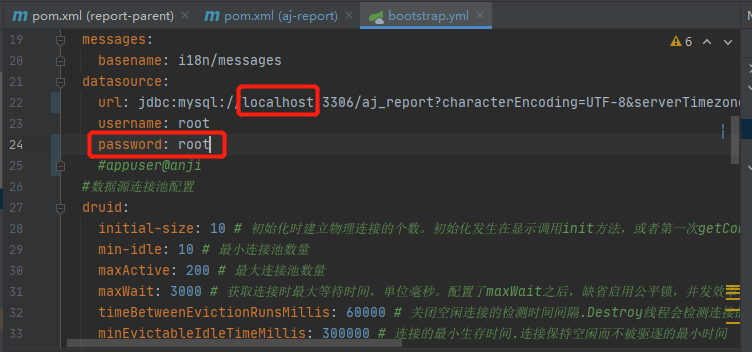 pom.xml (report-parent) × pom.xml (aj-report) × bootstrap.yml ×
19 messages: 6
20 basename: i18n/messages
21 datasource:
22 url: jdbc:mysql://localhost:3306/aj_report?characterEncoding=UTF-8&serverTimezon
23 username: root
24 password: root
25 #appuser@anji
26 #数据源连接池配置
27 druid:
28 initial-size: 10 # 初始化时建立物理连接的个数。初始化发生在显示调用init方法，或者第一次getCon
29 min-idle: 10 # 最小连接池数量
30 maxActive: 200 # 最大连接池数量
31 maxWait: 3000 # 获取连接时最大等待时间，单位毫秒。配置了maxWait之后，缺省启用公平锁，并发效
32 timeBetweenEvictionRunsMillis: 60000 # 关闭空闲连接的检测时间间隔.Destroy线程会检测连接
33 minEvictableIdleTimeMillis: 300000 # 连接的最小生存时间.连接保持空闲而不被驱逐的最小时间